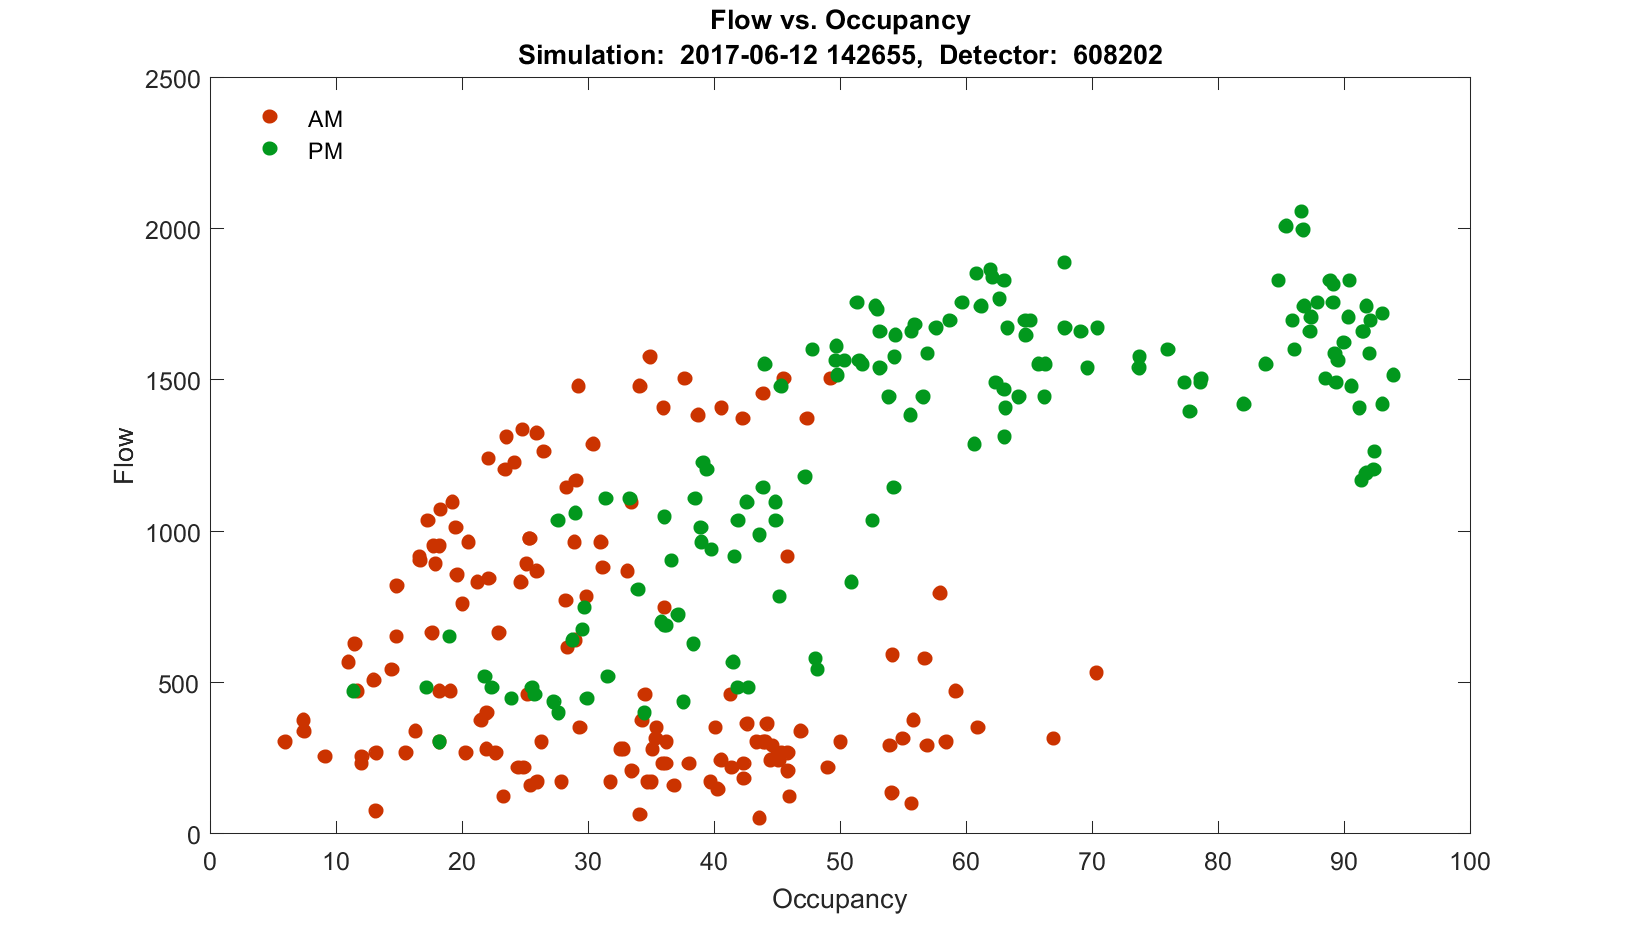 Flow vs. Occupancy
Simulation:  2017-06-12 142655,  Detector:  608202
AM
PM
2500
2000
1500
1000
500
0
Flow
0 10 20 30 40 50 60 70 80 90 100
Occupancy